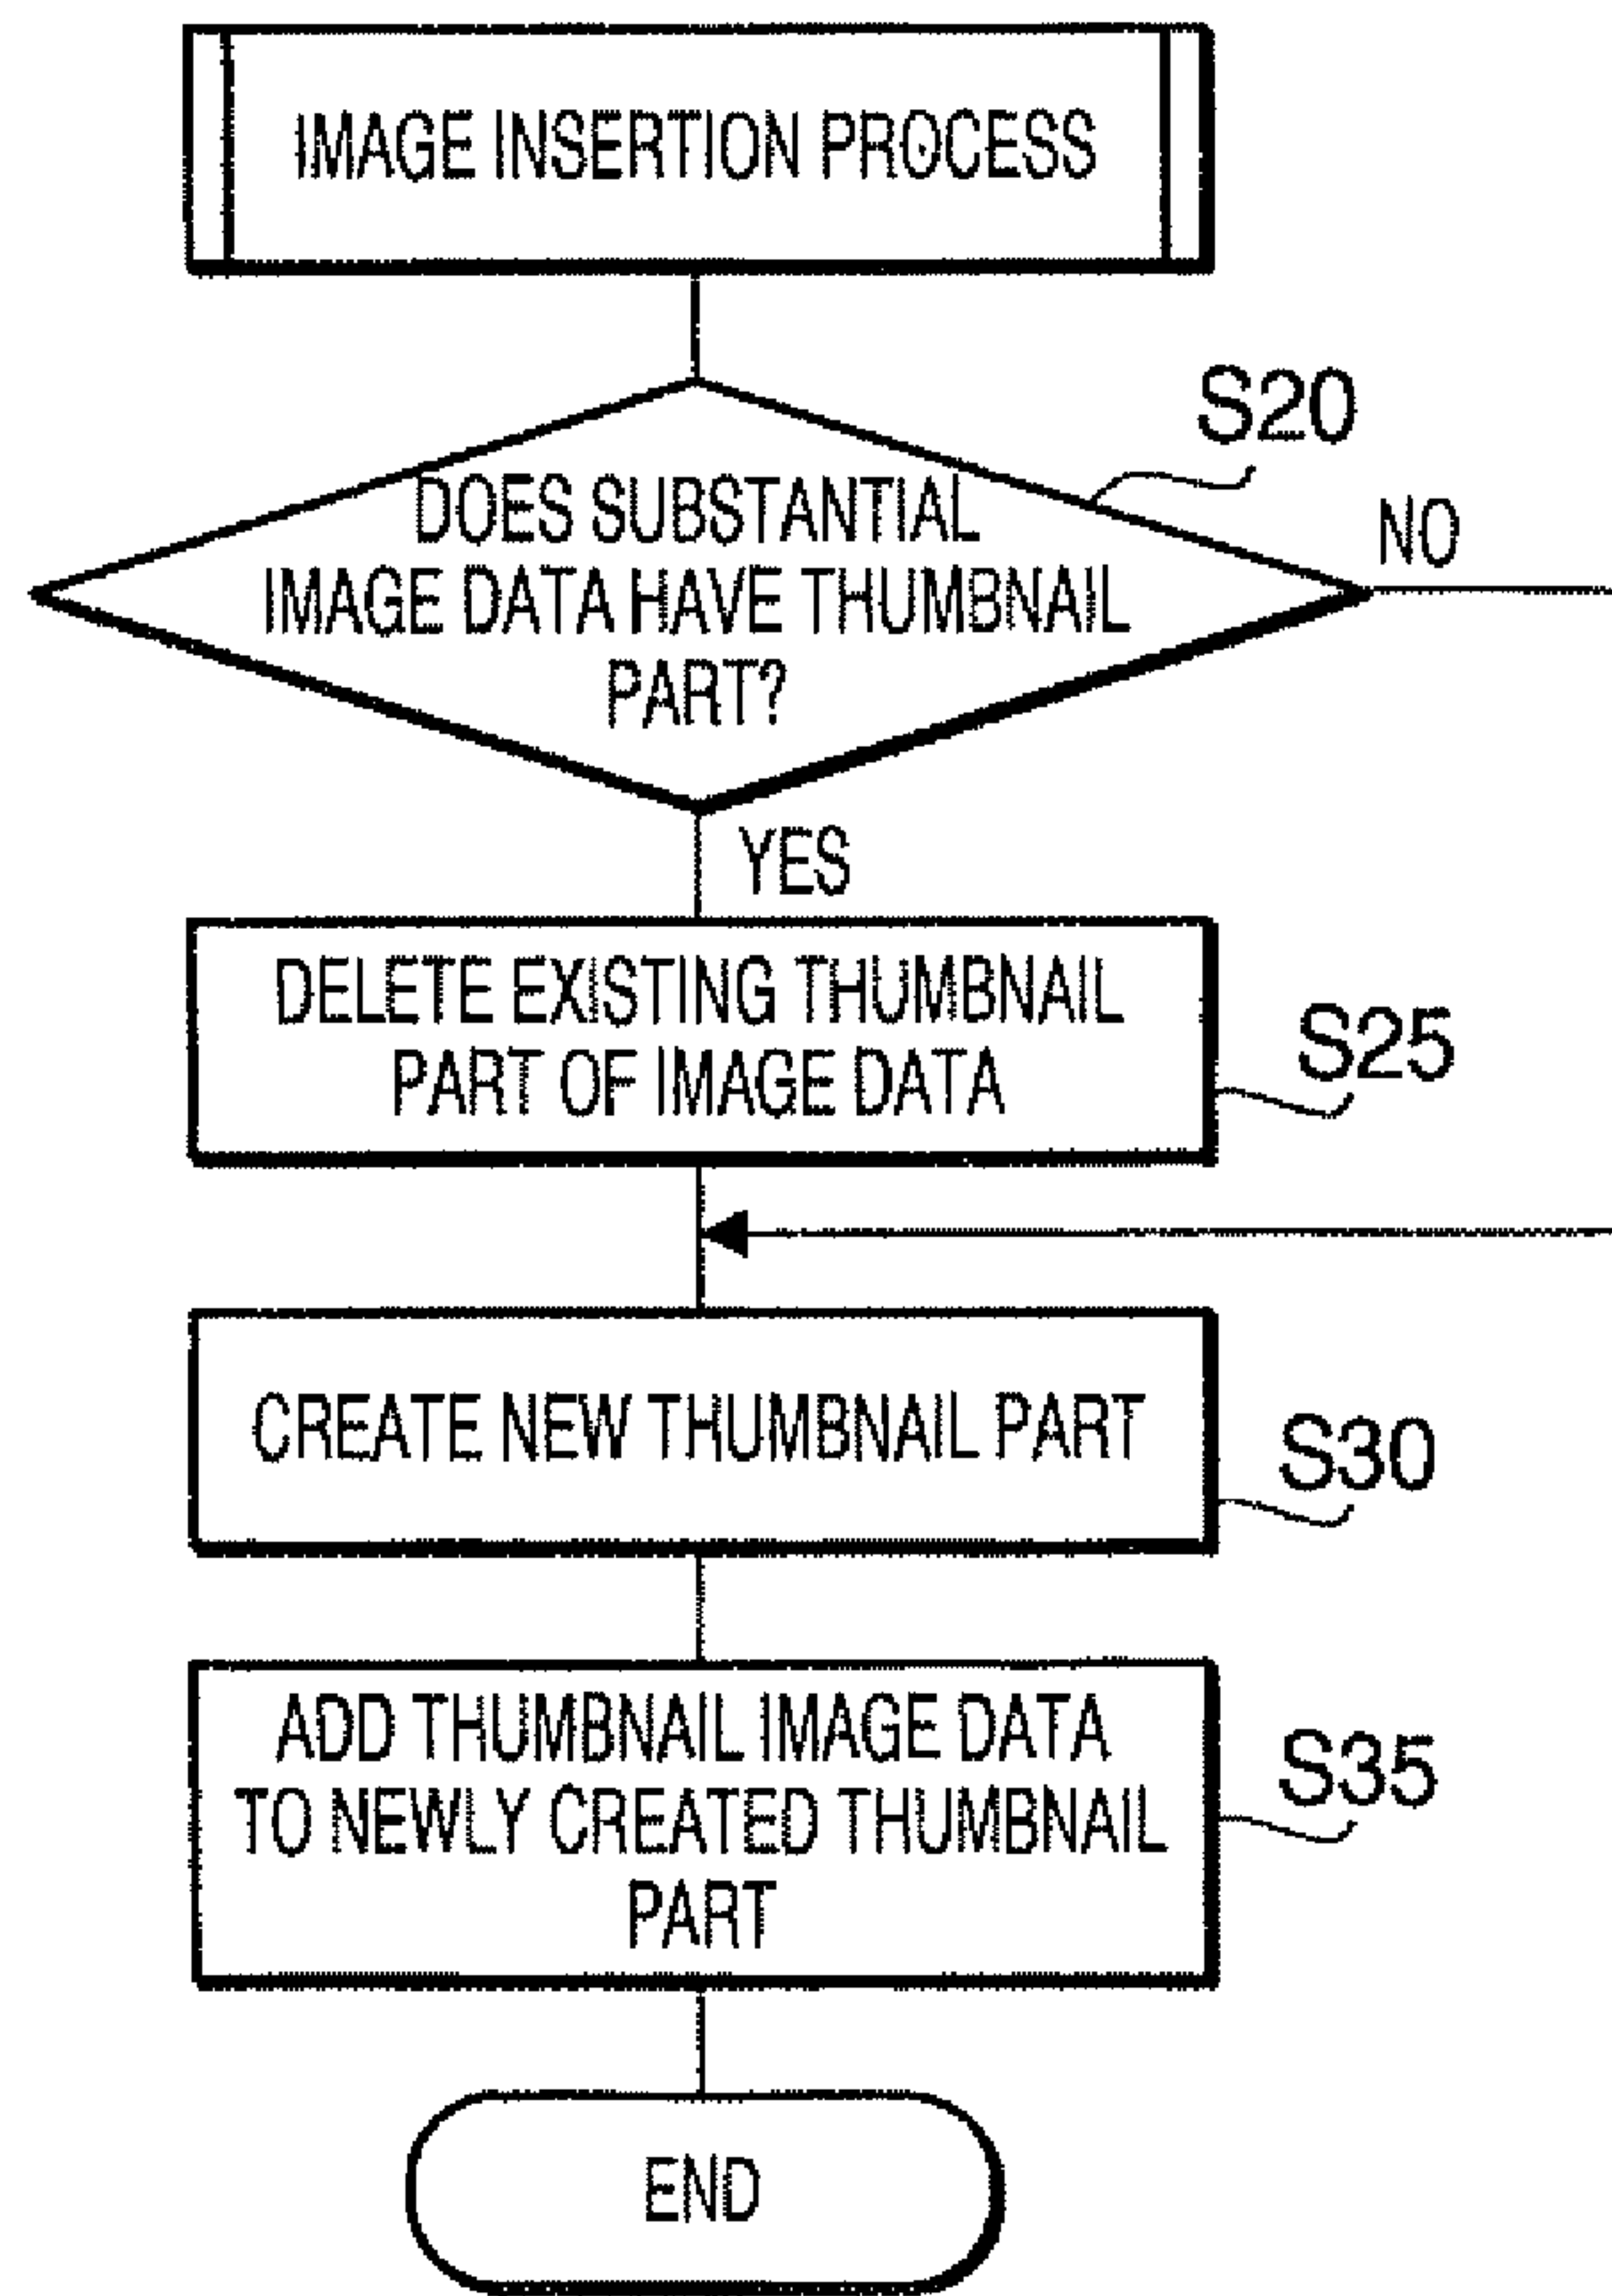 IMAGE INSERTION PROCESS
S20
DOES SUBSTANTIAL
IMAGE DATA HAVE THUMBNAIL
PART?
NO
YES
DELETE EXISTING THUMBNAIL
PART OF IMAGE DATA
S25
CREATE NEW THUMBNAIL PART
S30
ADD THUMBNAIL IMAGE DATA
TO NEWLY CREATED THUMBNAIL
PART
S35
END